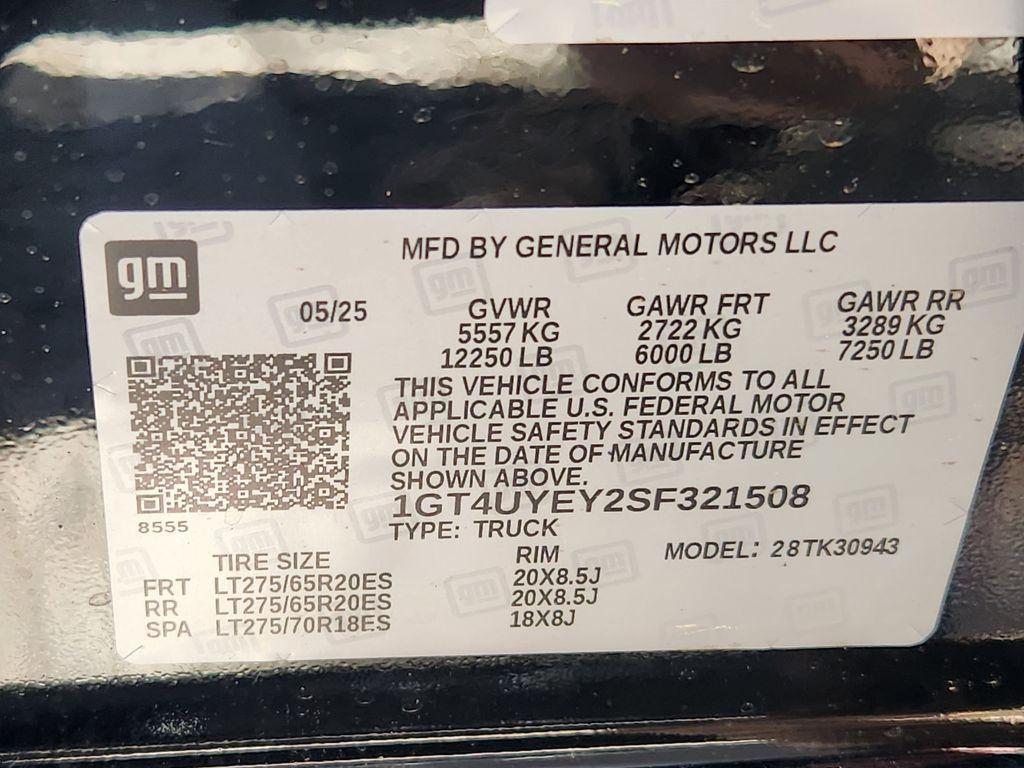 gm
MFD BY GENERAL MOTORS LLC
05/25 GVWR GAWR FRT GAWR RR
5557 KG 2722 KG 3289 KG
12250 LB 6000 LB 7250 LB
THIS VEHICLE CONFORMS TO ALL
APPLICABLE U.S. FEDERAL MOTOR
VEHICLE SAFETY STANDARDS IN EFFECT
ON THE DATE OF MANUFACTURE
SHOWN ABOVE.
1GT4UYEY2SF321508
8555
TYPE: TRUCK
TIRE SIZE RIM MODEL: 28TK30943
FRT LT275/65R20ES 20X8.5J
RR LT275/65R20ES 20X8.5J
SPA LT275/70R18ES 18X8J